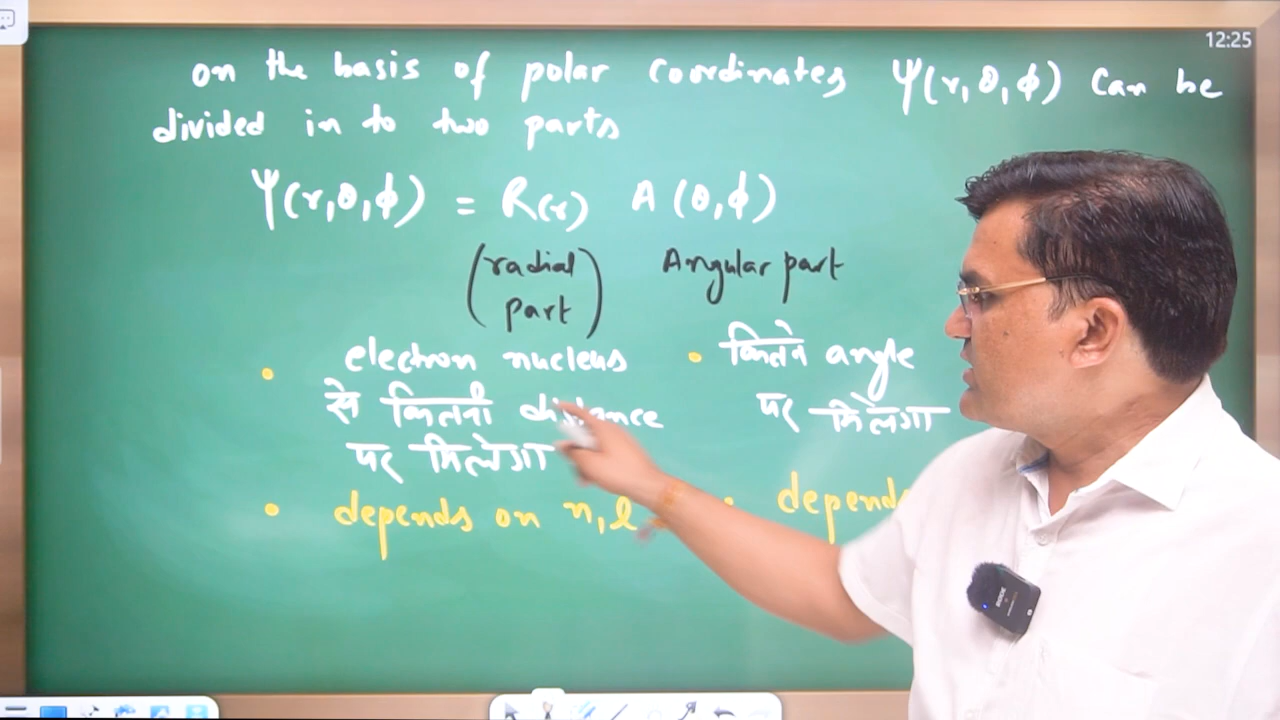 12:25
on the basis of polar coordinates Ψ(r,θ,ϕ) can be
divided in to two parts
Ψ(r,θ,ϕ) = R(r) A (θ,ϕ)
(radial part) Angular part
• electron nucleus
से कितनी distance
पर मिलेगा
• कितने angle
पर मिलेगा
• depends on n, l
• depends